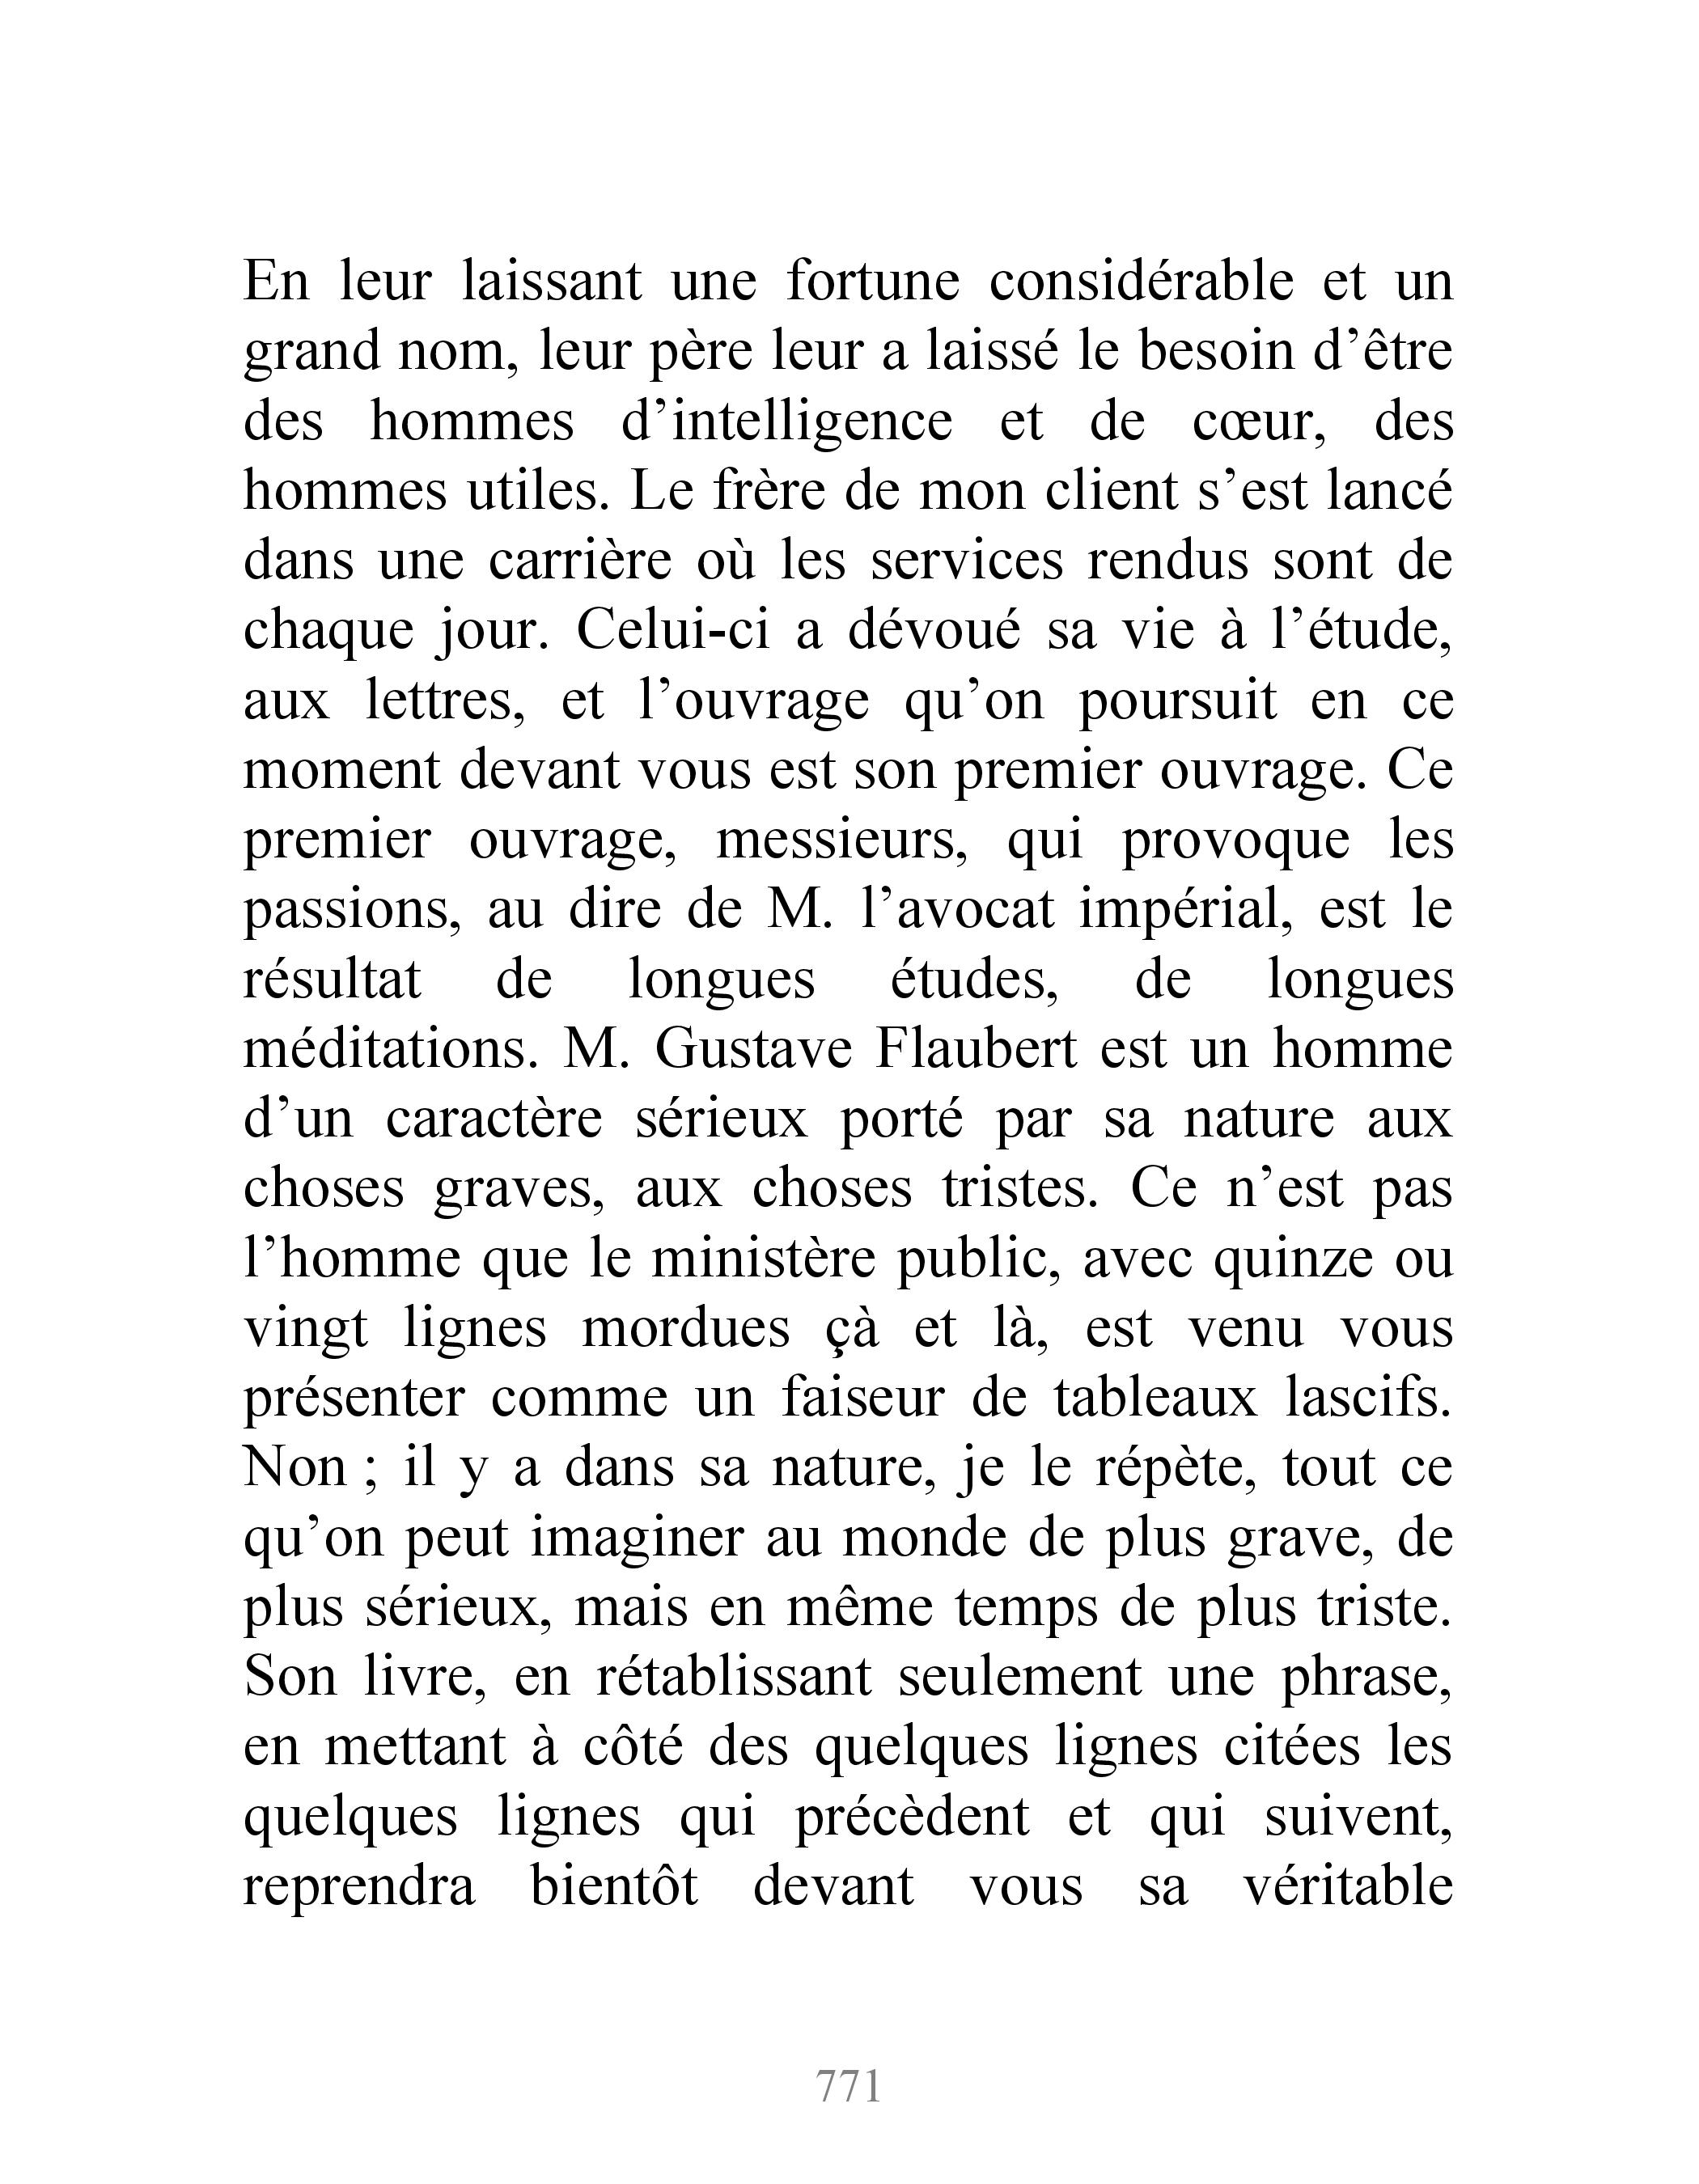 En leur laissant une fortune considérable et un
grand nom, leur père leur a laissé le besoin d’être
des hommes d’intelligence et de cœur, des
hommes utiles. Le frère de mon client s’est lancé
dans une carrière où les services rendus sont de
chaque jour. Celui-ci a dévoué sa vie à l’étude,
aux lettres, et l’ouvrage qu’on poursuit en ce
moment devant vous est son premier ouvrage. Ce
premier ouvrage, messieurs, qui provoque les
passions, au dire de M. l’avocat impérial, est le
résultat de longues études, de longues
méditations. M. Gustave Flaubert est un homme
d’un caractère sérieux porté par sa nature aux
choses graves, aux choses tristes. Ce n’est pas
l’homme que le ministère public, avec quinze ou
vingt lignes mordues çà et là, est venu vous
présenter comme un faiseur de tableaux lascifs.
Non ; il y a dans sa nature, je le répète, tout ce
qu’on peut imaginer au monde de plus grave, de
plus sérieux, mais en même temps de plus triste.
Son livre, en rétablissant seulement une phrase,
en mettant à côté des quelques lignes citées les
quelques lignes qui précèdent et qui suivent,
reprendra bientôt devant vous sa véritable
771